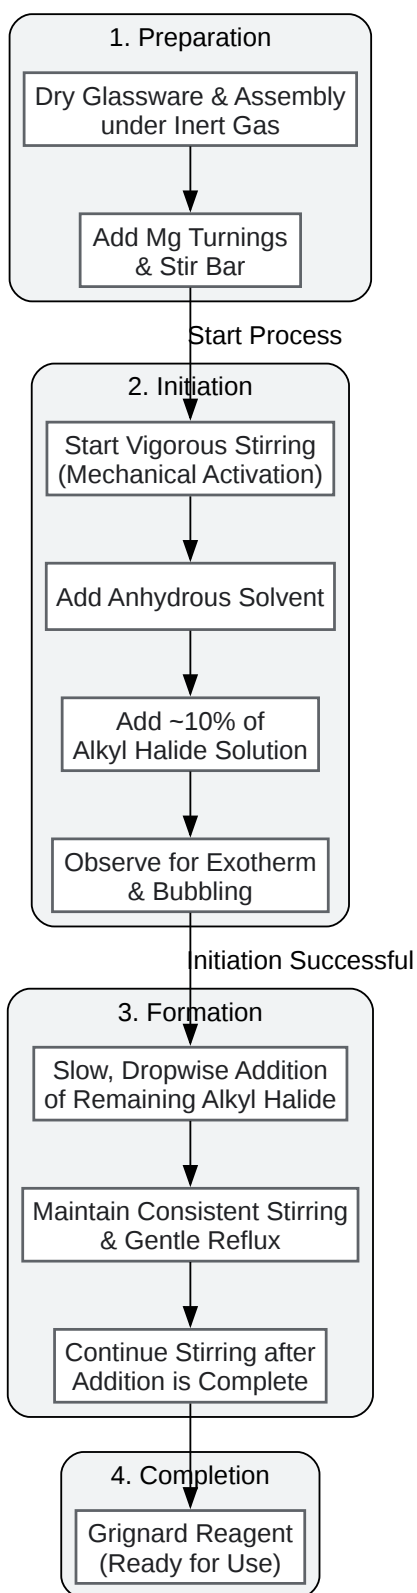 1. Preparation
Dry Glassware & Assembly
under Inert Gas
Add Mg Turnings
& Stir Bar
Start Process
2. Initiation
Start Vigorous Stirring
(Mechanical Activation)
Add Anhydrous Solvent
Add ~10% of
Alkyl Halide Solution
Observe for Exotherm
& Bubbling
Initiation Successful
3. Formation
Slow, Dropwise Addition
of Remaining Alkyl Halide
Maintain Consistent Stirring
& Gentle Reflux
Continue Stirring after
Addition is Complete
4. Completion
Grignard Reagent
(Ready for Use)